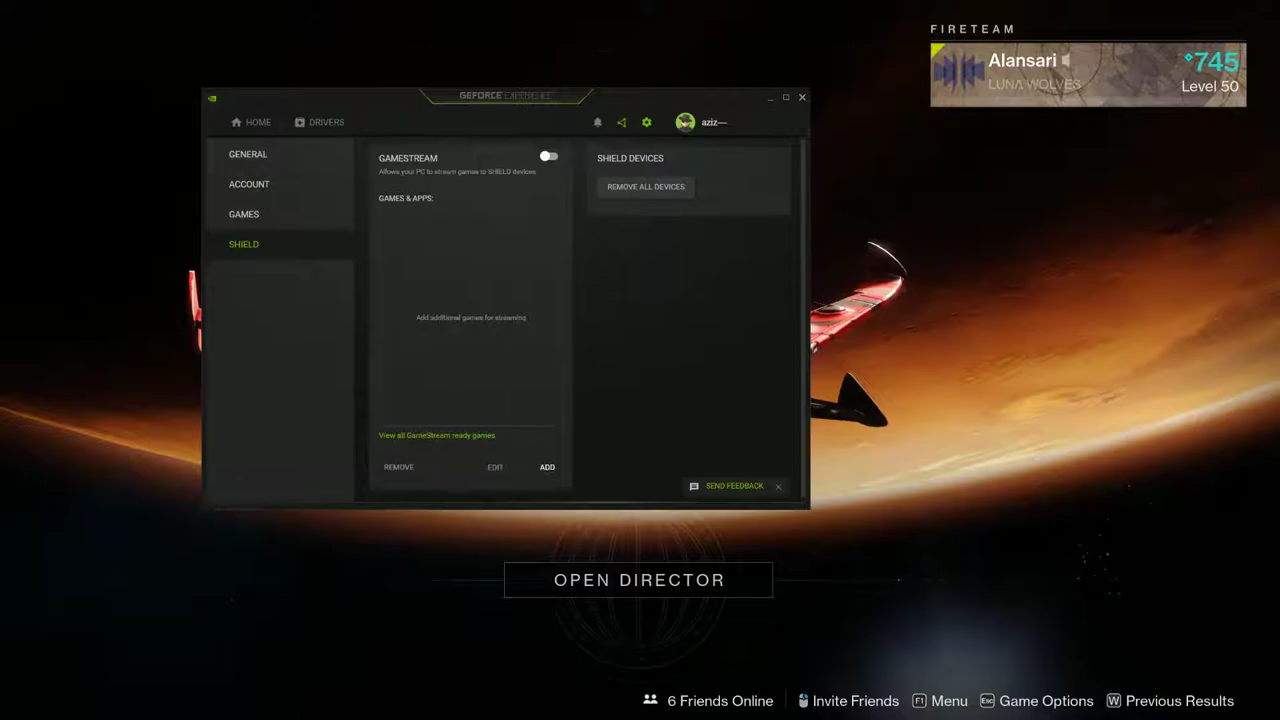 FIRETEAM
Alansari
LUNA WOLVES
745
Level 50
GEFORCE EXPERIENCE
HOME
DRIVERS
aziz—
GENERAL
ACCOUNT
GAMES
SHIELD
GAMESTREAM
Allows your PC to stream games to SHIELD devices
GAMES & APPS:
Add additional games for streaming
View all GameStream ready games
REMOVE
EDIT
ADD
SHIELD DEVICES
REMOVE ALL DEVICES
SEND FEEDBACK
OPEN DIRECTOR
6 Friends Online
Invite Friends
F1 Menu
Esc Game Options
W Previous Results